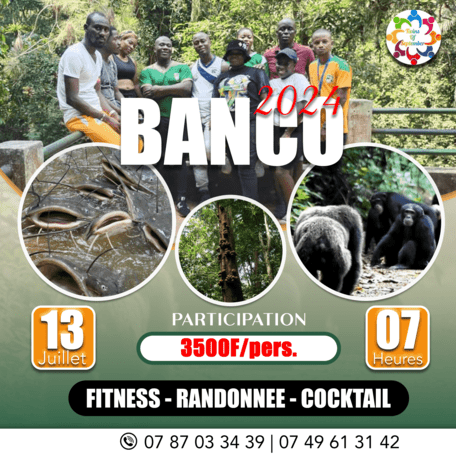 BANCO
2024
PARTICIPATION
3500F/pers.
13
Juillet
07
Heures
FITNESS - RANDONNEE - COCKTAIL
07 87 03 34 39 | 07 49 61 31 42